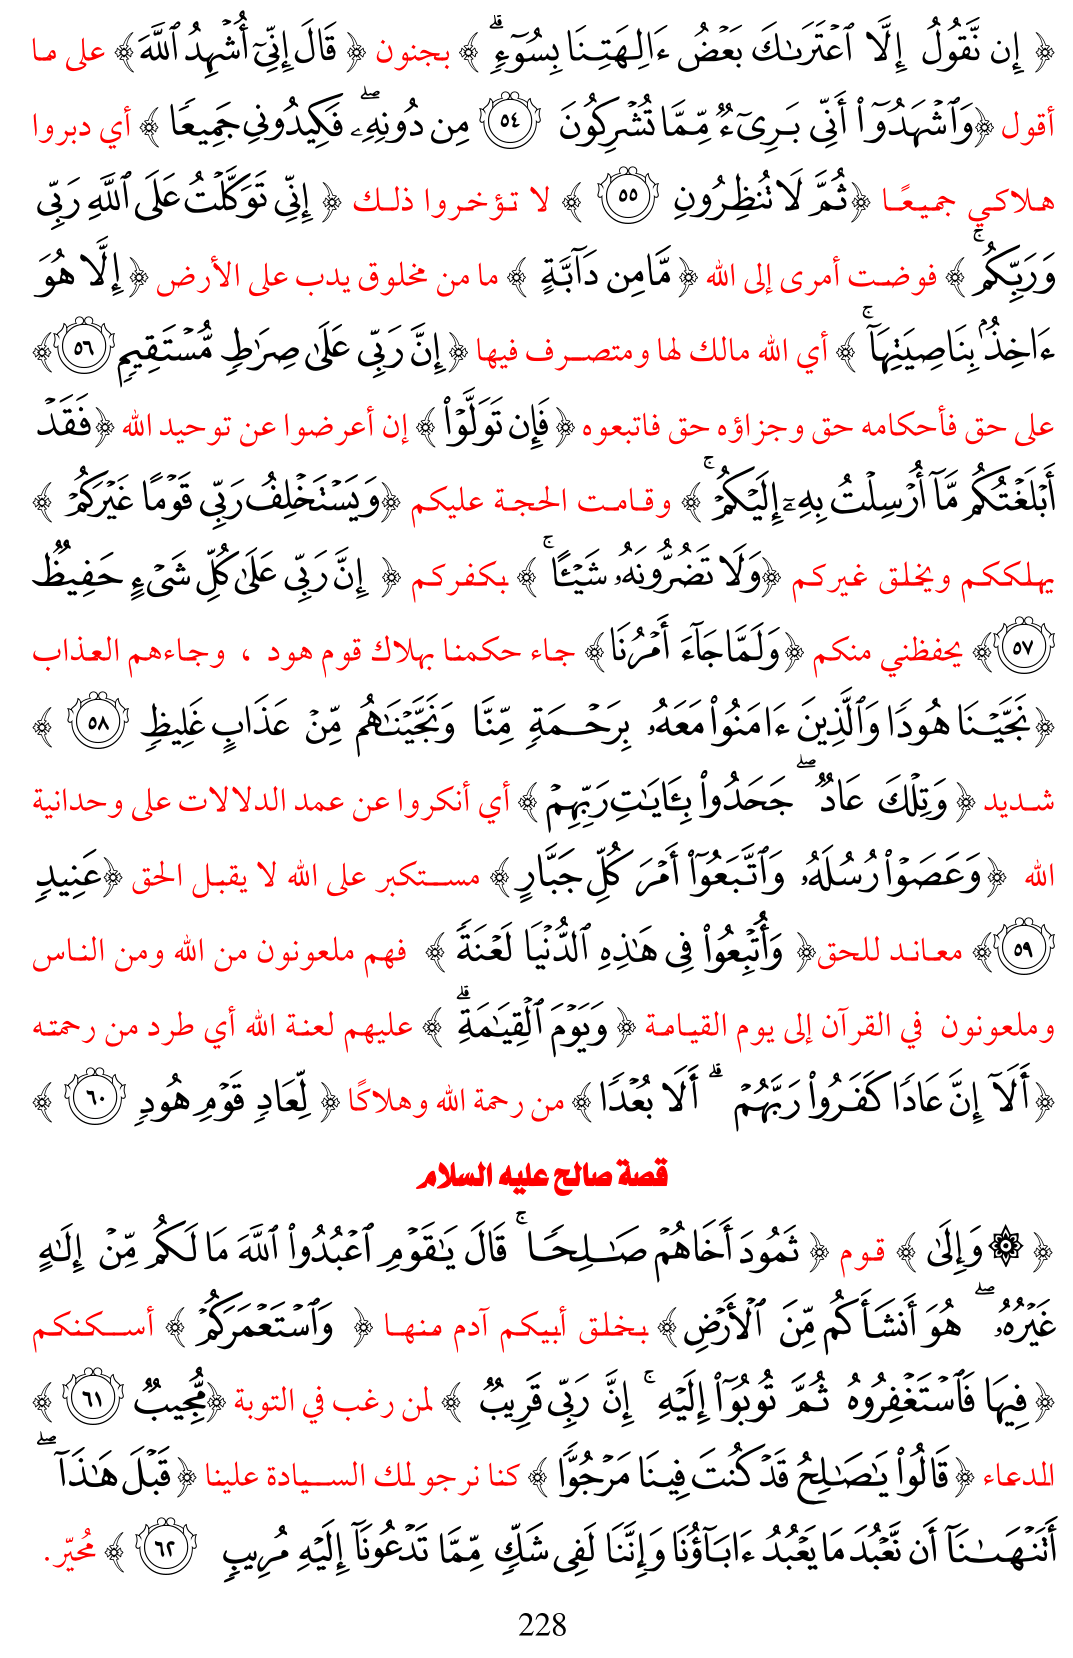 ﴿ إِن نَّقُولُ إِلَّا ٱعْتَرَىٰكَ بَعْضُ ءَالِهَتِنَا بِسُوٓءٍۗ ﴾ بجنون ﴿ قَالَ إِنِّىٓ أُشْهِدُ ٱللَّهَ﴾ على ما
أقول ﴿وَٱشْهَدُوٓا۟ أَنِّى بَرِىٓءٌ مِّمَّا تُشْرِكُونَ ٥٤ مِن دُونِهِۦۖ فَكِيدُونِى جَمِيعًا ﴾ أي دبروا
هلاكي جميعًا ﴿ثُمَّ لَا تُنظِرُونِ ٥٥ ﴾ لا تؤخروا ذلك ﴿ إِنِّى تَوَكَّلْتُ عَلَى ٱللَّهِ رَبِّى
وَرَبِّكُمۚ ﴾ فوضت أمرى إلى الله ﴿مَّا مِن دَآبَّةٍ ﴾ ما من مخلوق يدب على الأرض ﴿ إِلَّا هُوَ
ءَاخِذٌۢ بِنَاصِيَتِهَآۚ ﴾ أي الله مالك لها ومتصرف فيها ﴿إِنَّ رَبِّى عَلَىٰ صِرَٰطٍ مُّسْتَقِيمٍ ٥٦﴾
على حق فأحكامه حق وجزاؤه حق فاتبعوه ﴿فَإِن تَوَلَّوْا۟ ﴾ إن أعرضوا عن توحيد الله ﴿فَقَدْ
أَبْلَغْتُكُم مَّآ أُرْسِلْتُ بِهِۦٓ إِلَيْكُمْۚ ﴾ وقامت الحجة عليكم ﴿وَيَسْتَخْلِفُ رَبِّى قَوْمًا غَيْرَكُمْ ﴾
يهلككم ويخلق غيركم ﴿وَلَا تَضُرُّونَهُۥ شَيْـًٔاۚ ﴾ بكفركم ﴿ إِنَّ رَبِّى عَلَىٰ كُلِّ شَىْءٍ حَفِيظٌ
٥٧﴾ يحفظني منكم ﴿وَلَمَّا جَآءَ أَمْرُنَا﴾ جاء حكمنا بهلاك قوم هود ، وجاءهم العذاب
﴿نَجَّيْنَا هُودًا وَٱلَّذِينَ ءَامَنُوا۟ مَعَهُۥ بِرَحْمَةٍ مِّنَّا وَنَجَّيْنَٰهُم مِّنْ عَذَابٍ غَلِيظٍ ٥٨ ﴾
شديد ﴿ وَتِلْكَ عَادٌۖ جَحَدُوا۟ بِـَٔايَٰتِ رَبِّهِمْ ﴾ أي أنكروا عن عمد الدلالات على وحدانية
الله ﴿وَعَصَوْا۟ رُسُلَهُۥ وَٱتَّبَعُوٓا۟ أَمْرَ كُلِّ جَبَّارٍ ﴾ مستكبر على الله لا يقبل الحق ﴿عَنِيدٍ
٥٩﴾ معاند للحق﴿ وَأُتْبِعُوا۟ فِى هَٰذِهِ ٱلدُّنْيَا لَعْنَةً ﴾ فهم ملعونون من الله ومن الناس
وملعونون في القرآن إلى يوم القيامة ﴿ وَيَوْمَ ٱلْقِيَٰمَةِۗ ﴾ عليهم لعنة الله أي طرد من رحمته
﴿أَلَآ إِنَّ عَادًا كَفَرُوا۟ رَبَّهُمْ ۗ أَلَا بُعْدًا ﴾ من رحمة الله وهلاكًا ﴿ لِّعَادٍ قَوْمِ هُودٍ ٦٠ ﴾
قصة صالح عليه السلام
﴿ ۞ وَإِلَىٰ ﴾ قوم ﴿ ثَمُودَ أَخَاهُمْ صَٰلِحًاۚ قَالَ يَٰقَوْمِ ٱعْبُدُوا۟ ٱللَّهَ مَا لَكُم مِّنْ إِلَٰهٍ
غَيْرُهُۥۖ هُوَ أَنشَأَكُم مِّنَ ٱلْأَرْضِ ﴾ بخلق أبيكم آدم منها ﴿ وَٱسْتَعْمَرَكُمْ ﴾ أسكنكم
﴿ فِيهَا فَٱسْتَغْفِرُوهُ ثُمَّ تُوبُوٓا۟ إِلَيْهِۚ إِنَّ رَبِّى قَرِيبٌ ﴾ لمن رغب في التوبة ﴿مُّجِيبٌ ٦١ ﴾
الدعاء ﴿ قَالُوا۟ يَٰصَٰلِحُ قَدْ كُنتَ فِينَا مَرْجُوًّا ﴾ كنا نرجو لك السيادة علينا ﴿ قَبْلَ هَٰذَآۖ
أَتَنْهَىٰنَآ أَن نَّعْبُدَ مَا يَعْبُدُ ءَابَآؤُنَا وَإِنَّنَا لَفِى شَكٍّ مِّمَّا تَدْعُونَآ إِلَيْهِ مُرِيبٍ ٦٢ ﴾ مُحيّر.
228